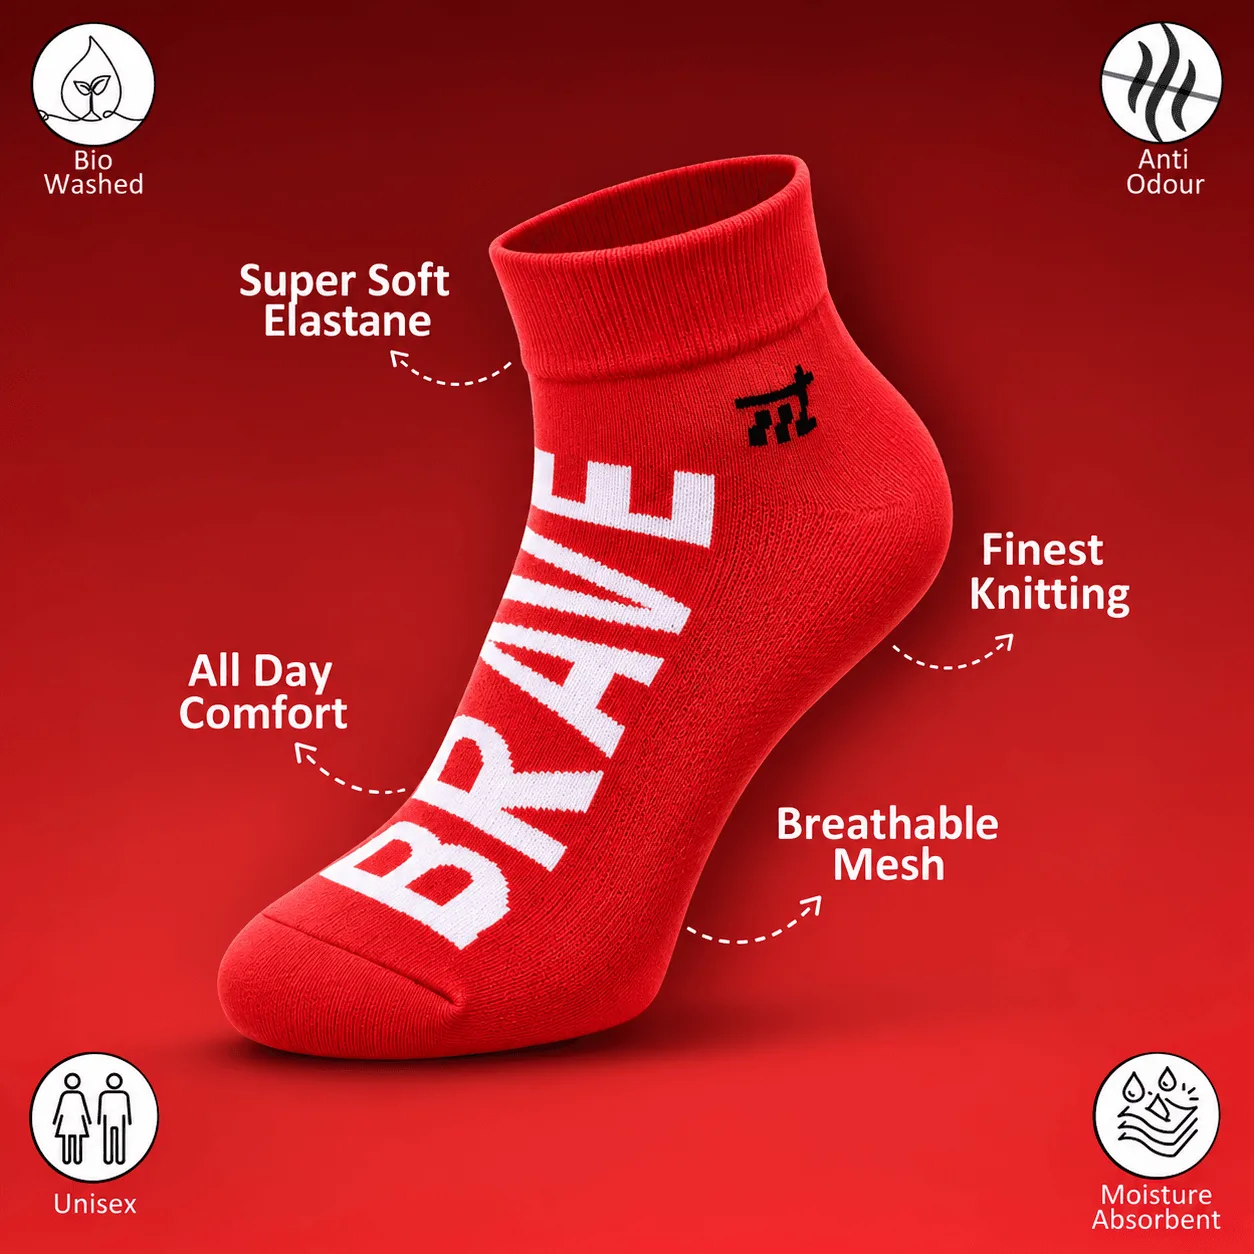 Bio
Washed
Anti
Odour
Super Soft
Elastane
BRAVE
Finest
Knitting
All Day
Comfort
Breathable
Mesh
Unisex
Moisture
Absorbent